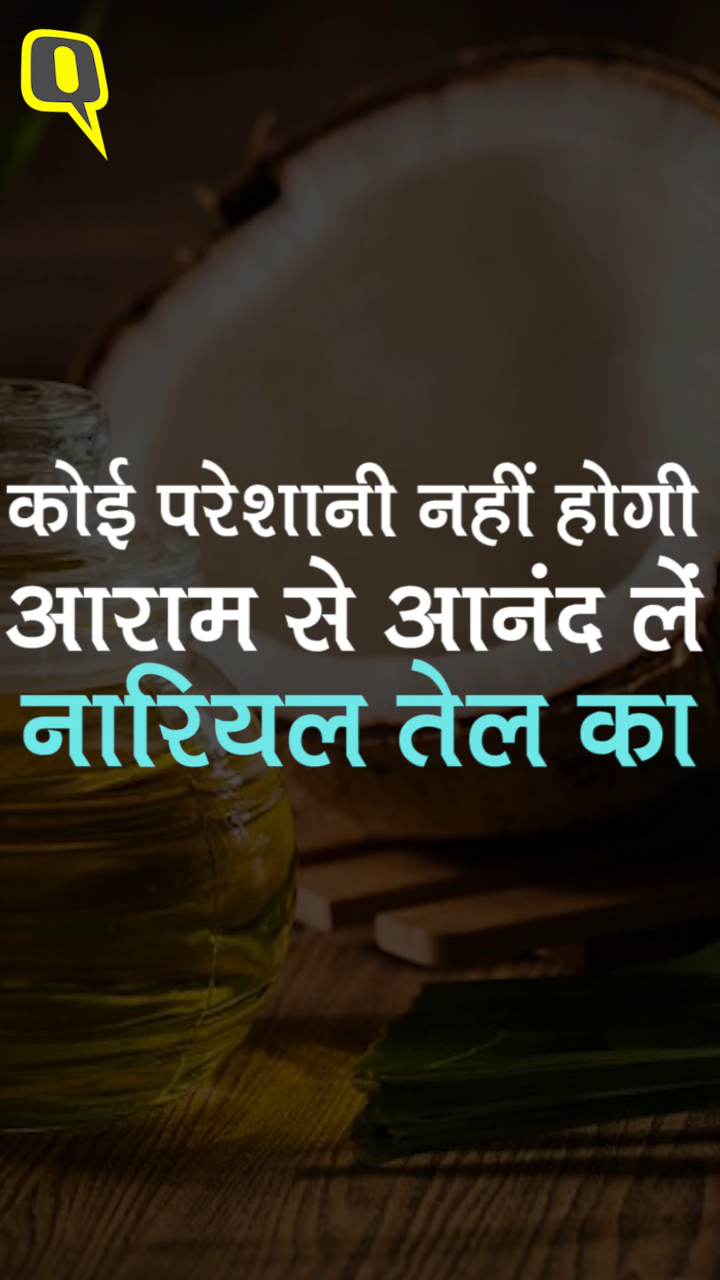 कोई परेशानी नहीं होगी
आराम से आनंद लें
नारियल तेल का